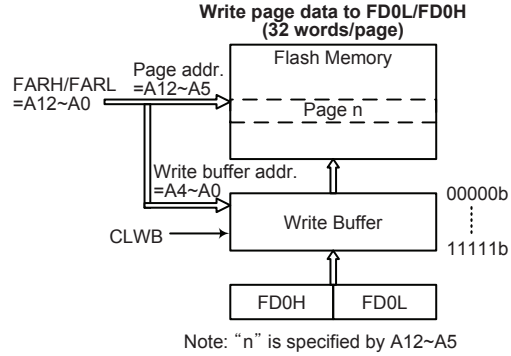 Write page data to FD0L/FD0H
(32 words/page)
Flash Memory
Page addr.
=A12~A5
FARH/FARL
=A12~A0
Page n
Write buffer addr.
=A4~A0
Write Buffer
00000b
11111b
CLWB
FD0H
FD0L
Note: “n” is specified by A12~A5